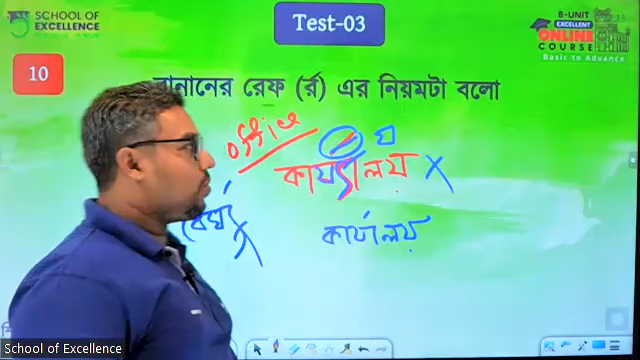 SCHOOL OF
EXCELLENCE
Test-03
B-UNIT
EXCELLENT
ONLINE
COURSE
Basic to Advance
10
বানানের রেফ (র্র) এর নিয়মটা বলো
office
য
কার্য্যালয় X
কার্যালয়
School of Excellence